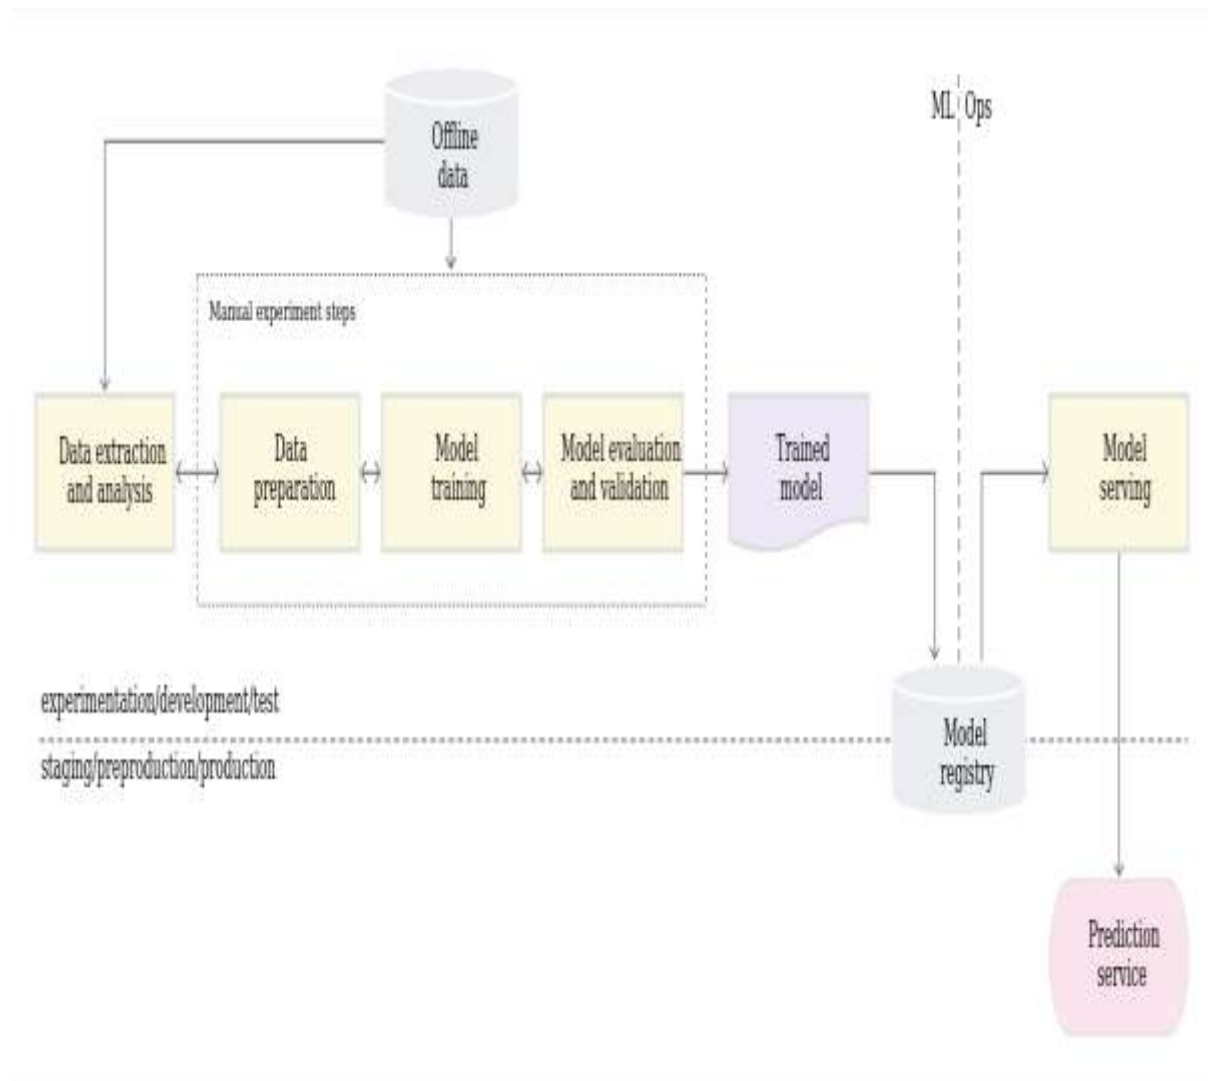 Offline
data
ML Ops
Manual experiment steps
Data extraction
and analysis
Data
preparation
Model
training
Model evaluation
and validation
Trained
model
Model
serving
experimentation/development/test
staging/preproduction/production
Model
registry
Prediction
service